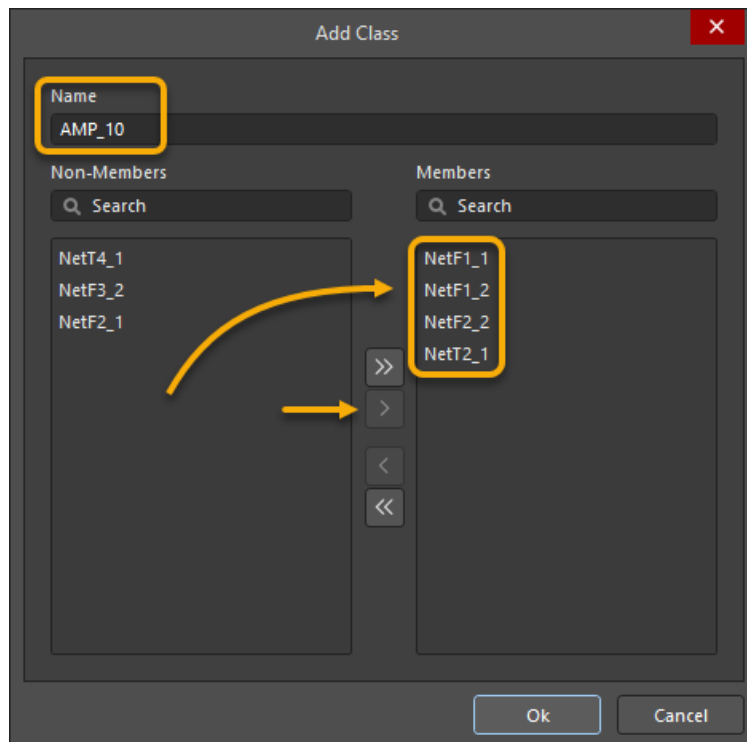 Add Class
Name
AMP_10
Non-Members
Members
Search
Search
NetT4_1
NetF3_2
NetF2_1
NetF1_1
NetF1_2
NetF2_2
NetT2_1
Ok
Cancel